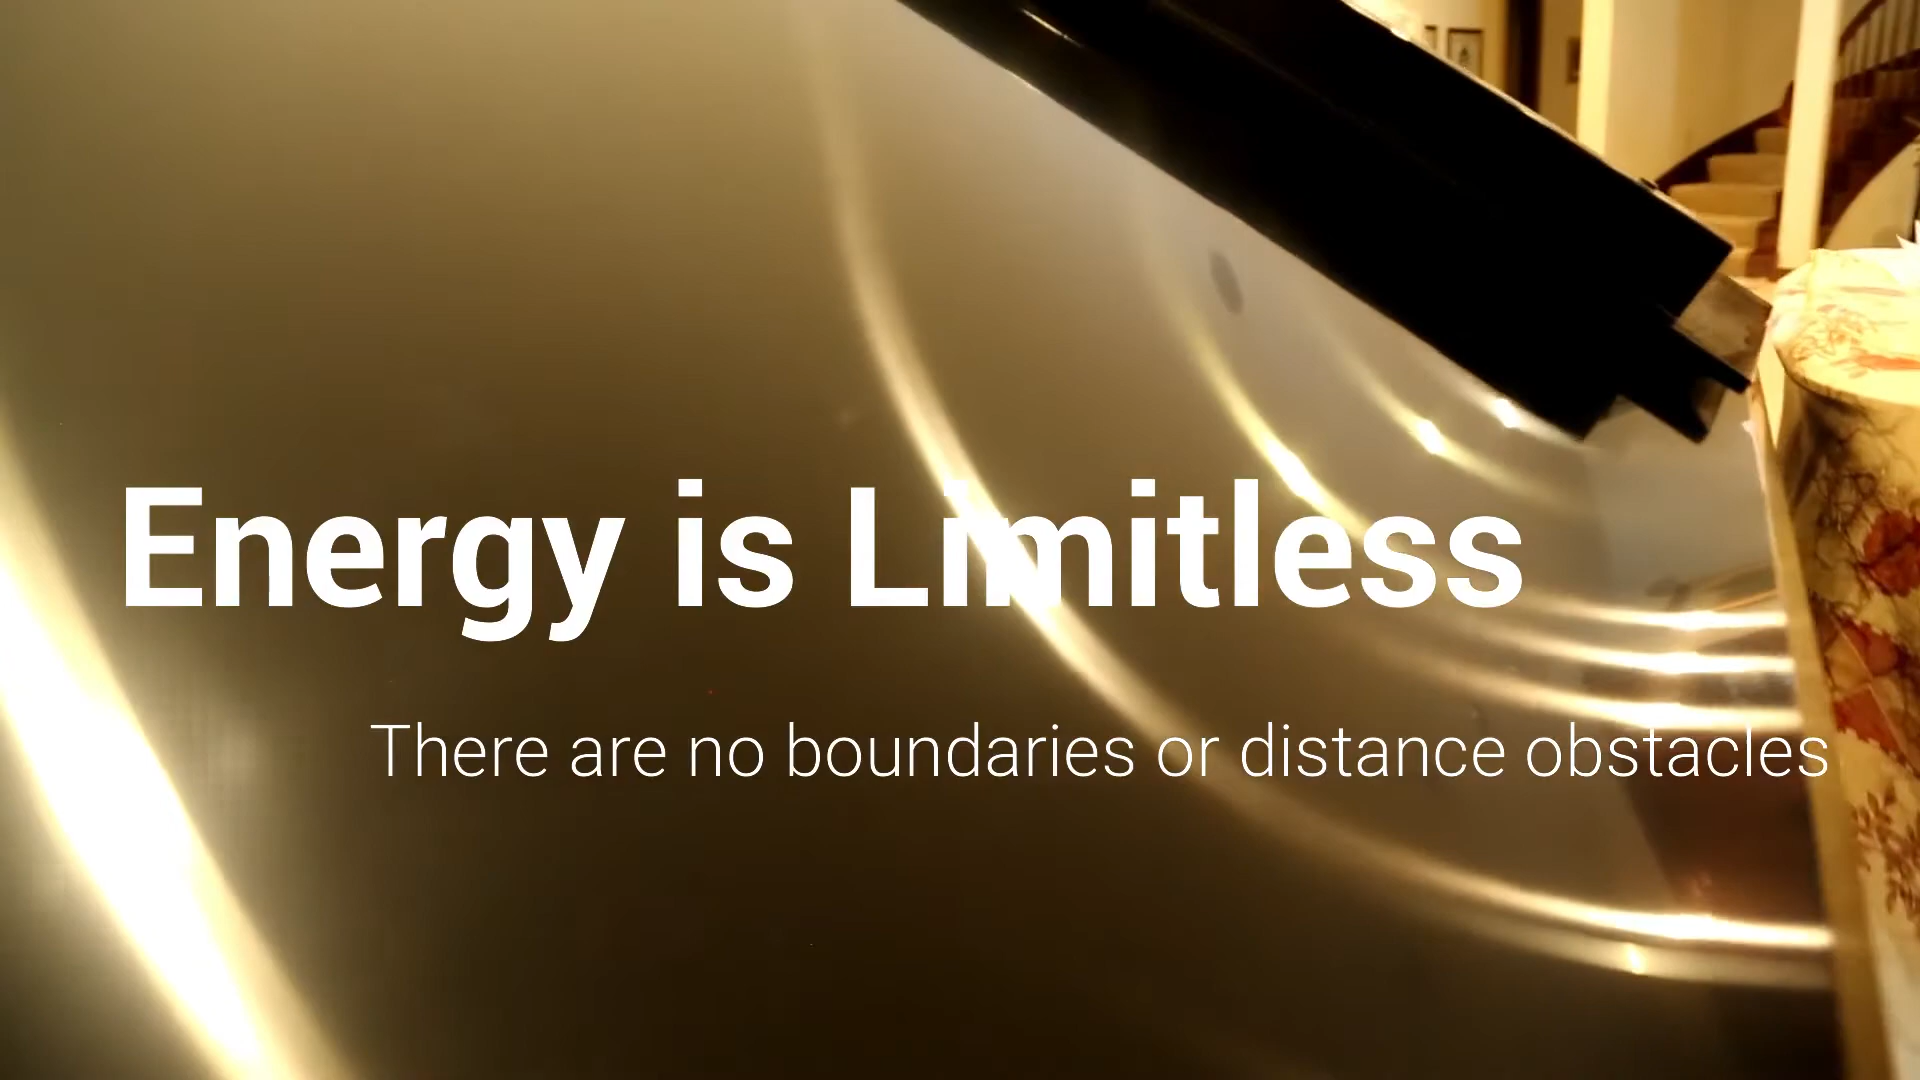 Energy is Limitless
There are no boundaries or distance obstacles